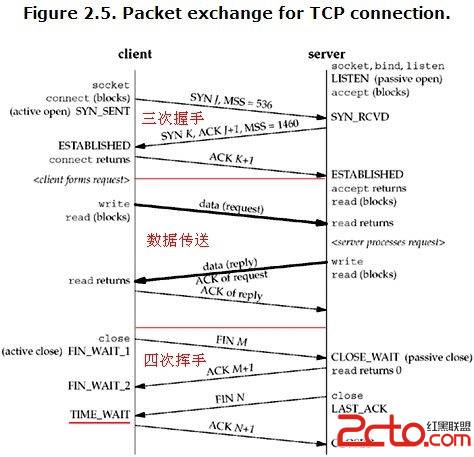 Figure 2.5. Packet exchange for TCP connection.
client
server
socket
connect (blocks)
(active open) SYN_SENT
socket, bind, listen
LISTEN (passive open)
accept (blocks)
SYN J, MSS = 536
三次握手
SYN_RCVD
SYN K, ACK J+1, MSS = 1460
ESTABLISHED
connect returns
ACK K+1
<client forms request>
ESTABLISHED
accept returns
read (blocks)
write
read (blocks)
data (request)
read returns
<server processes request>
数据传送
data (reply)
ACK of request
write
read (blocks)
read returns
ACK of reply
close
(active close) FIN_WAIT_1
FIN M
四次挥手
CLOSE_WAIT (passive close)
read returns 0
ACK M+1
FIN_WAIT_2
close
LAST_ACK
FIN N
TIME_WAIT
ACK N+1
2cto.com
红黑联盟